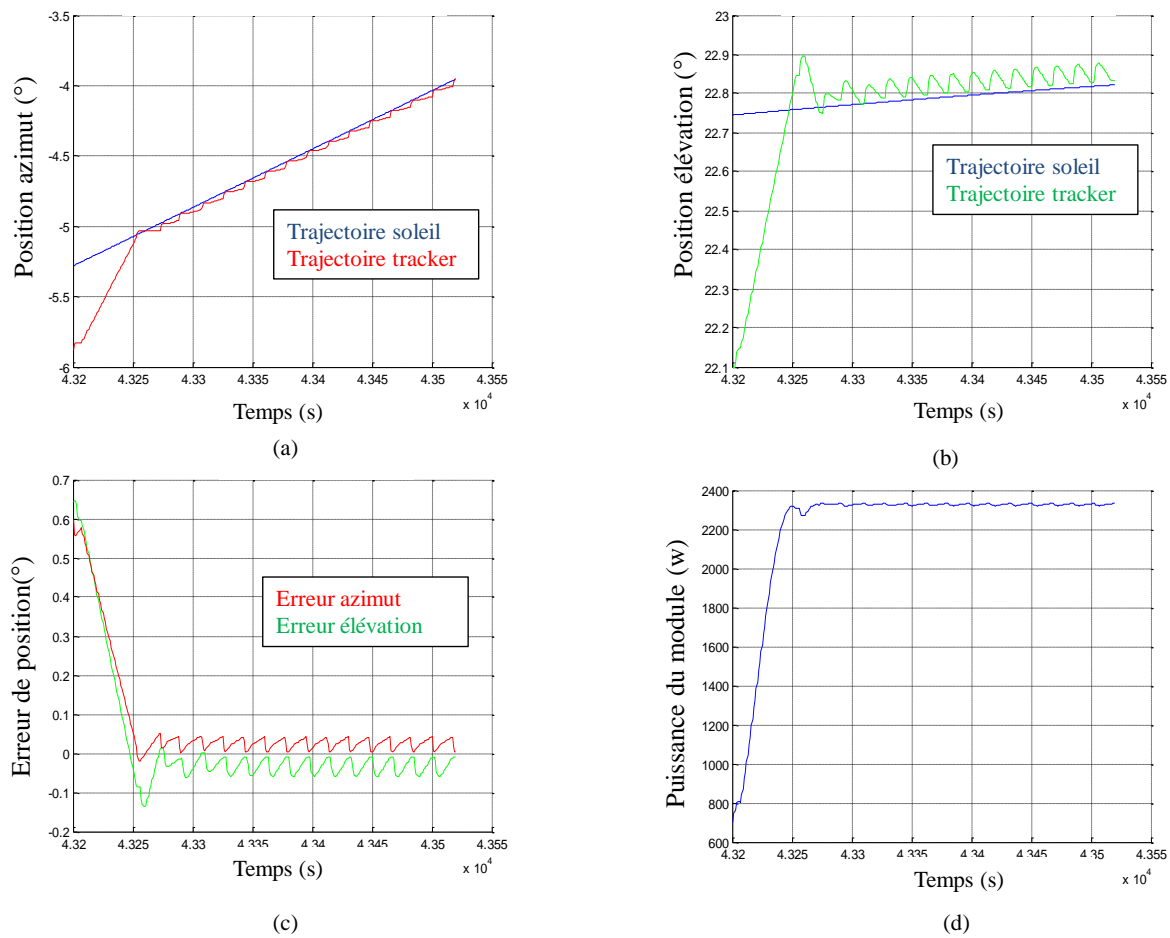 Position azimut (°)
-3.5
-4
-4.5
-5
-5.5
-6
4.32 4.325 4.33 4.335 4.34 4.345 4.35 4.355
x 10^4
Temps (s)
Trajectoire soleil
Trajectoire tracker
(a)
Position élévation (°)
23
22.9
22.8
22.7
22.6
22.5
22.4
22.3
22.2
22.1
4.32 4.325 4.33 4.335 4.34 4.345 4.35 4.355
x 10^4
Temps (s)
Trajectoire soleil
Trajectoire tracker
(b)
Erreur de position(°)
0.7
0.6
0.5
0.4
0.3
0.2
0.1
0
-0.1
-0.2
4.32 4.325 4.33 4.335 4.34 4.345 4.35 4.355
x 10^4
Temps (s)
Erreur azimut
Erreur élévation
(c)
Puissance du module (w)
2400
2200
2000
1800
1600
1400
1200
1000
800
600
4.32 4.325 4.33 4.335 4.34 4.345 4.35 4.355
x 10^4
Temps (s)
(d)